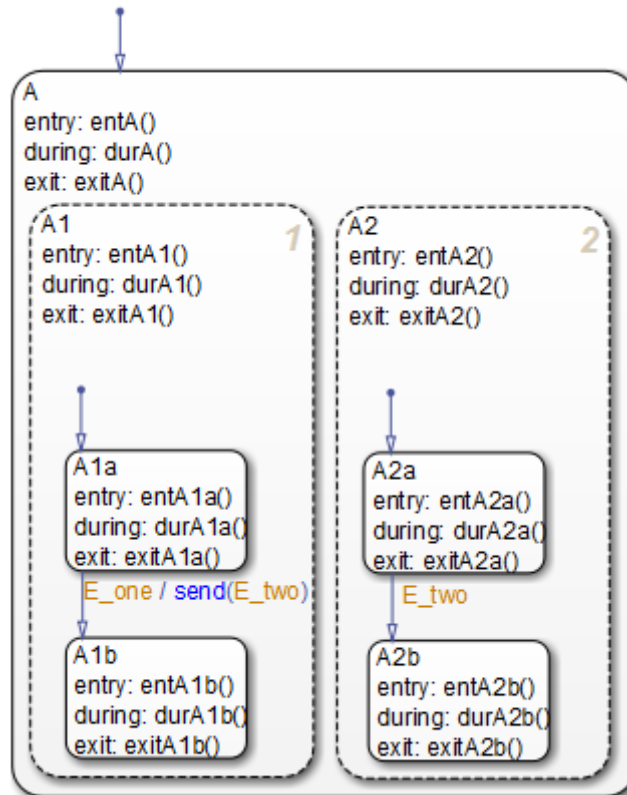 A
entry: entA()
during: durA()
exit: exitA()
A1
1
entry: entA1()
during: durA1()
exit: exitA1()
A1a
entry: entA1a()
during: durA1a()
exit: exitA1a()
E_one / send(E_two)
A1b
entry: entA1b()
during: durA1b()
exit: exitA1b()
A2
2
entry: entA2()
during: durA2()
exit: exitA2()
A2a
entry: entA2a()
during: durA2a()
exit: exitA2a()
E_two
A2b
entry: entA2b()
during: durA2b()
exit: exitA2b()